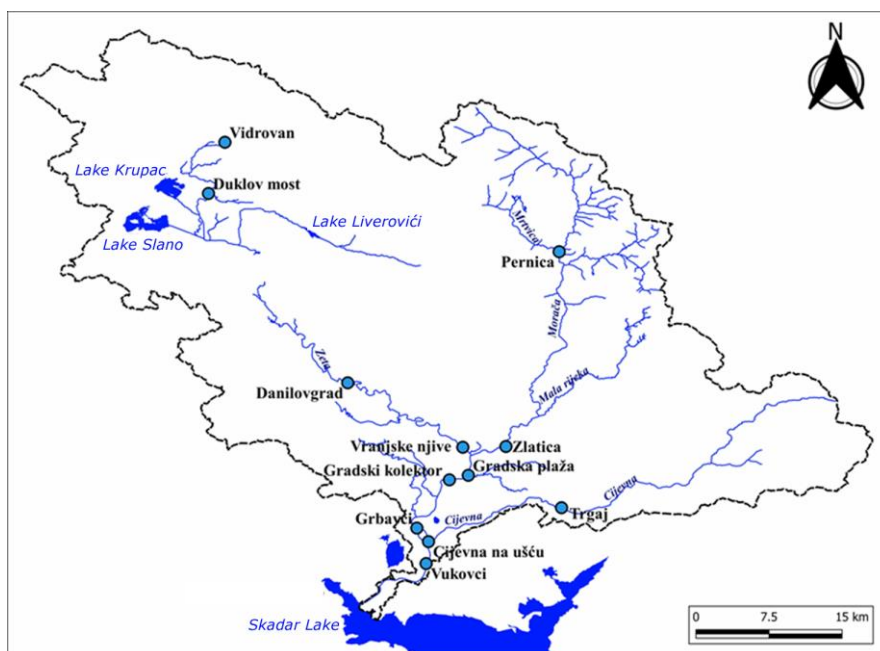 N
Vidrovan
Lake Krupac
Duklov most
Lake Liverovići
Lake Slano
Mrtvica
Pernica
Morača
Zeta
Mala rijeka
Danilovgrad
Vranjske njive
Zlatica
Gradski kolektor
Gradska plaža
Cijevna
Trgaj
Grbavci
Cijevna
Cijevna na ušću
Vukovci
Skadar Lake
0 7.5 15 km